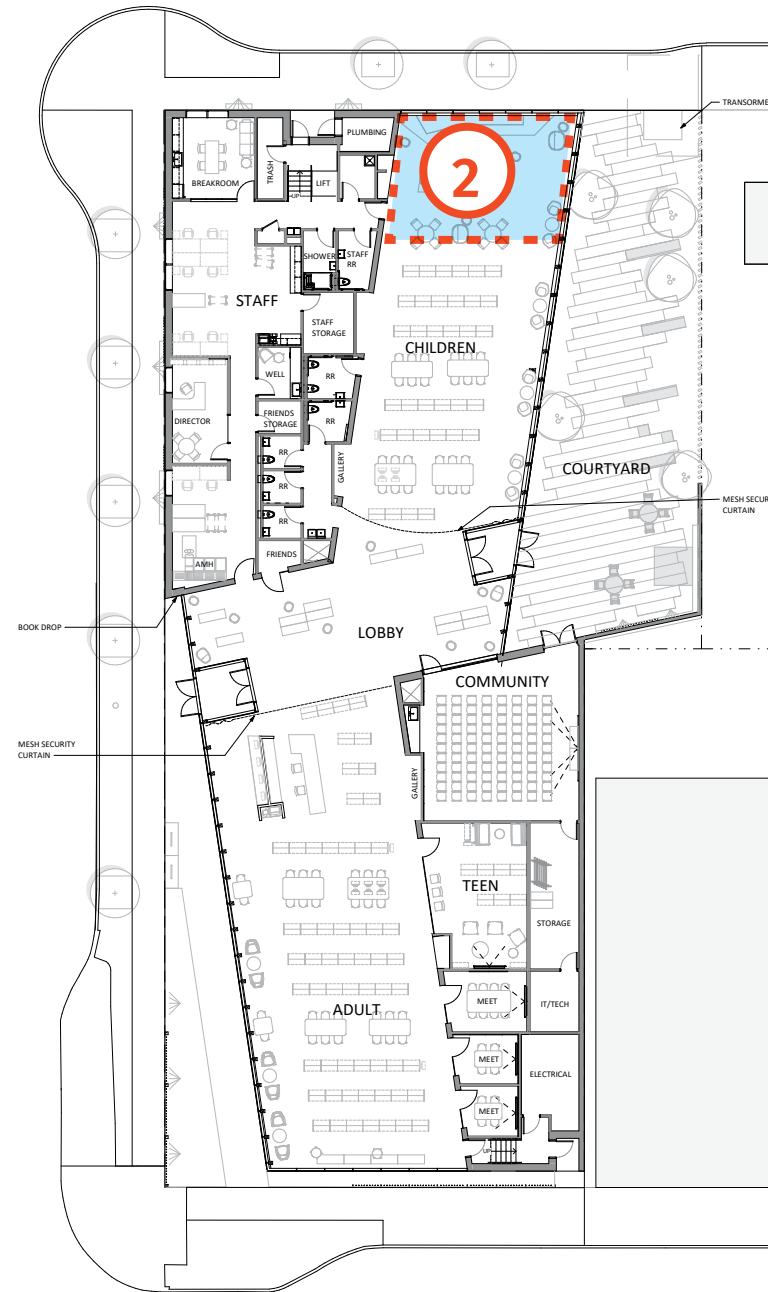 TRANSORME
PLUMBING
2
BREAKROOM
TRASH
LIFT
UP
SHOWER
STAFF
RR
STAFF
STAFF
STORAGE
CHILDREN
WELL
RR
DIRECTOR
FRIENDS
STORAGE
RR
RR
GALLERY
COURTYARD
RR
MESH SECUR
CURTAIN
RR
FRIENDS
AMH
BOOK DROP
LOBBY
COMMUNITY
MESH SECURITY
CURTAIN
GALLERY
TEEN
STORAGE
MEET
IT/TECH
ADULT
MEET
ELECTRICAL
MEET
UP